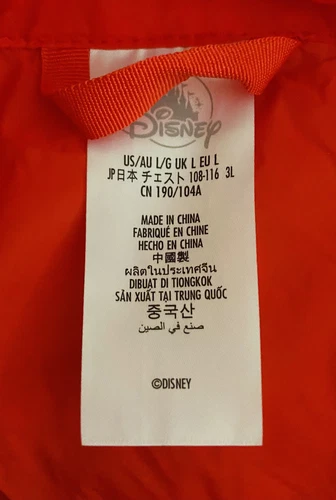 DISNEY
US/AU L/G UK L EU L
JP日本 チェスト 108-116 3L
CN 190/104A
MADE IN CHINA
FABRIQUÉ EN CHINE
HECHO EN CHINA
中國製
ผลิตในประเทศจีน
DIBUAT DI TIONGKOK
SẢN XUẤT TẠI TRUNG QUỐC
중국산
صنع في الصين
©DISNEY